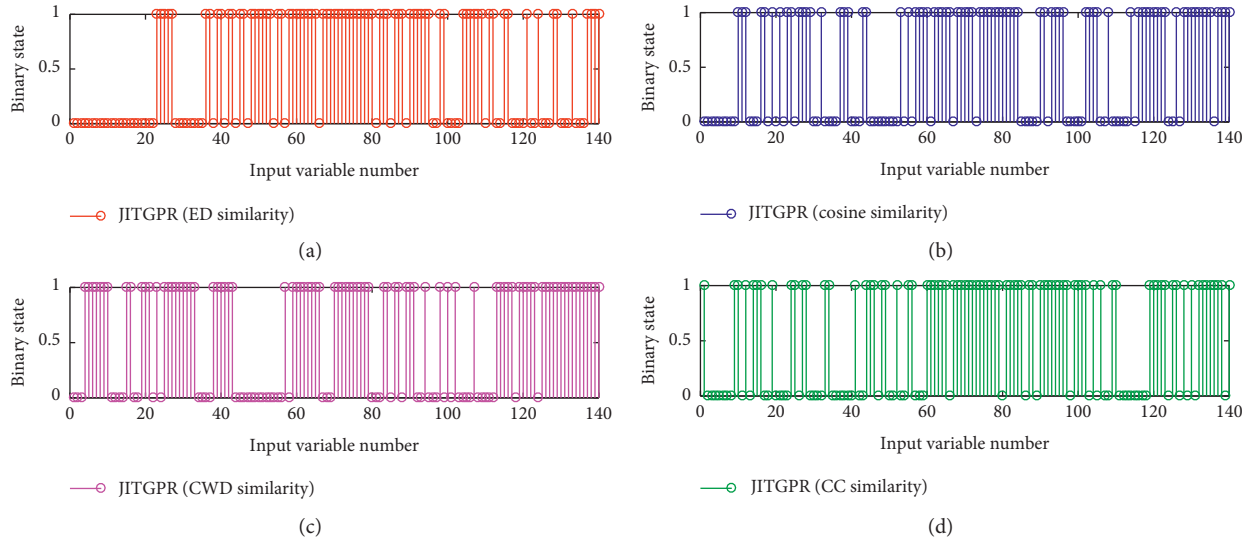 Binary state
1
0.5
0
0 20 40 60 80 100 120 140
Input variable number
JITGPR (ED similarity)
(a)
Binary state
1
0.5
0
0 20 40 60 80 100 120 140
Input variable number
JITGPR (cosine similarity)
(b)
Binary state
1
0.5
0
0 20 40 60 80 100 120 140
Input variable number
JITGPR (CWD similarity)
(c)
Binary state
1
0.5
0
0 20 40 60 80 100 120 140
Input variable number
JITGPR (CC similarity)
(d)